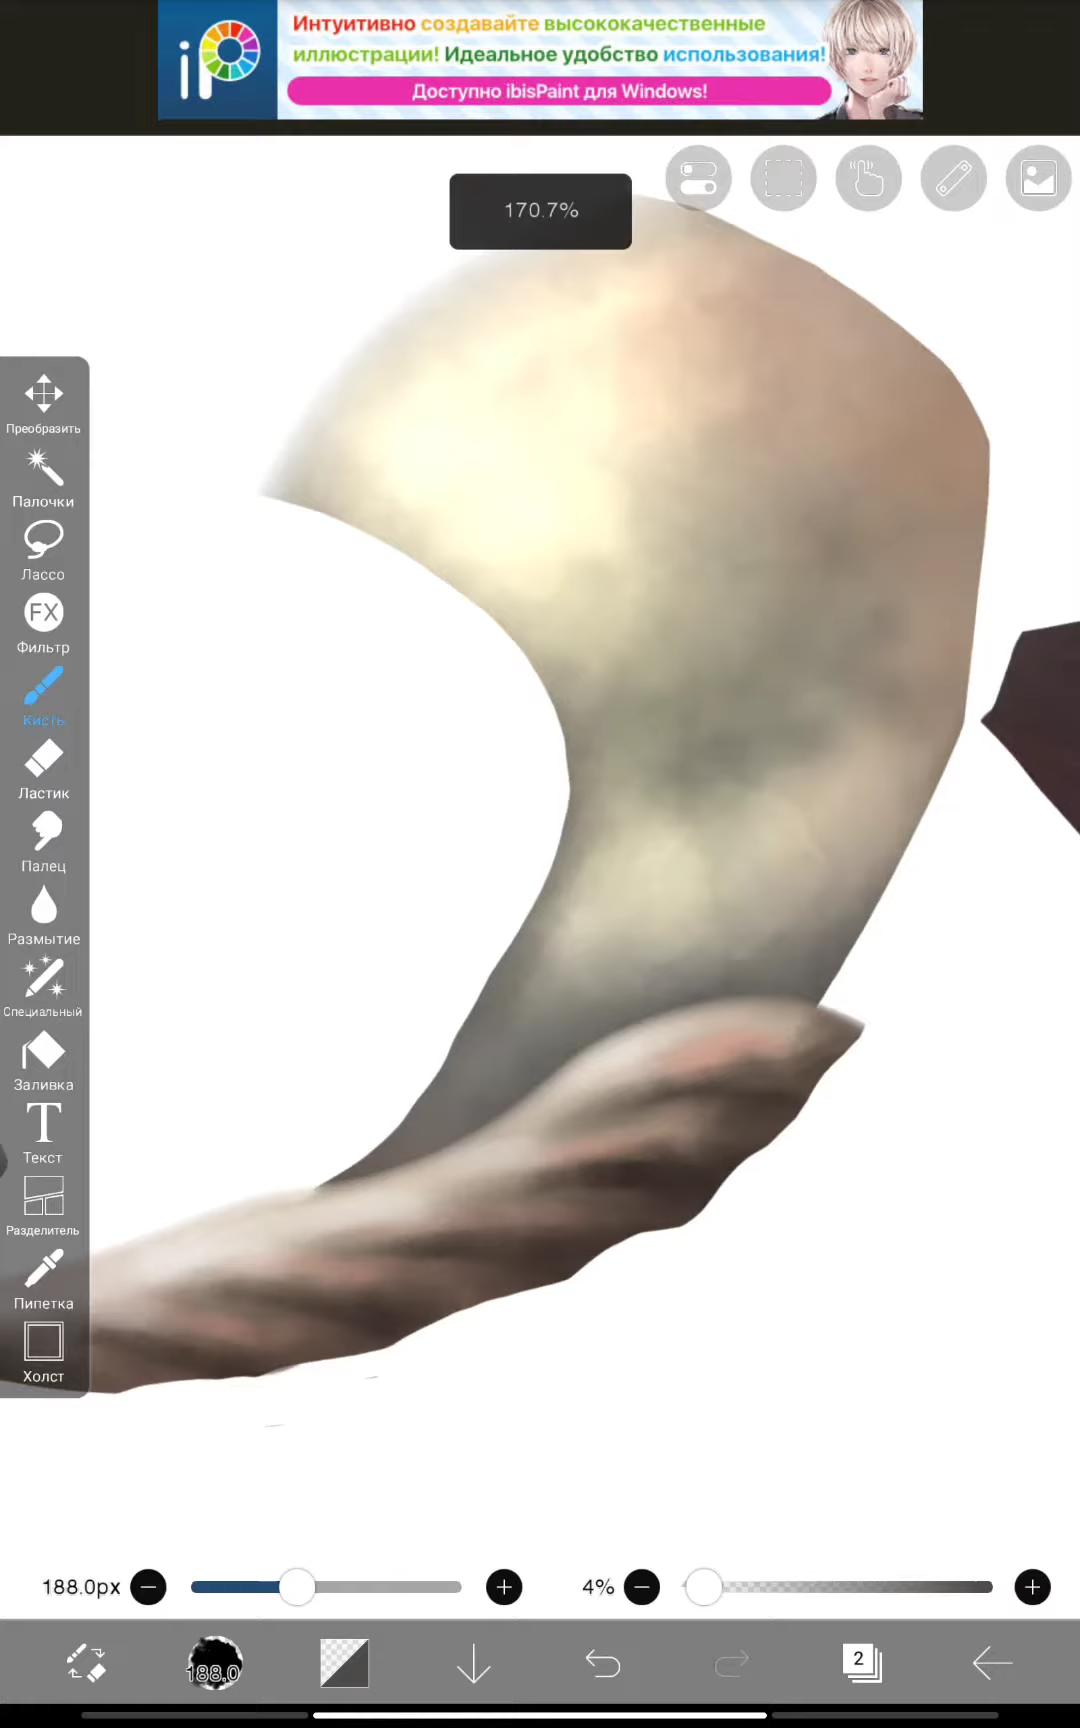 Интуитивно создавайте высококачественные
иллюстрации! Идеальное удобство использования!
Доступно ibisPaint для Windows!
iP
170.7%
Преобразить
Палочки
Лассо
FX
Фильтр
Кисть
Ластик
Палец
Размытие
Специальный
Заливка
T
Текст
Разделитель
Пипетка
Холст
188.0px
4%
188.0
2